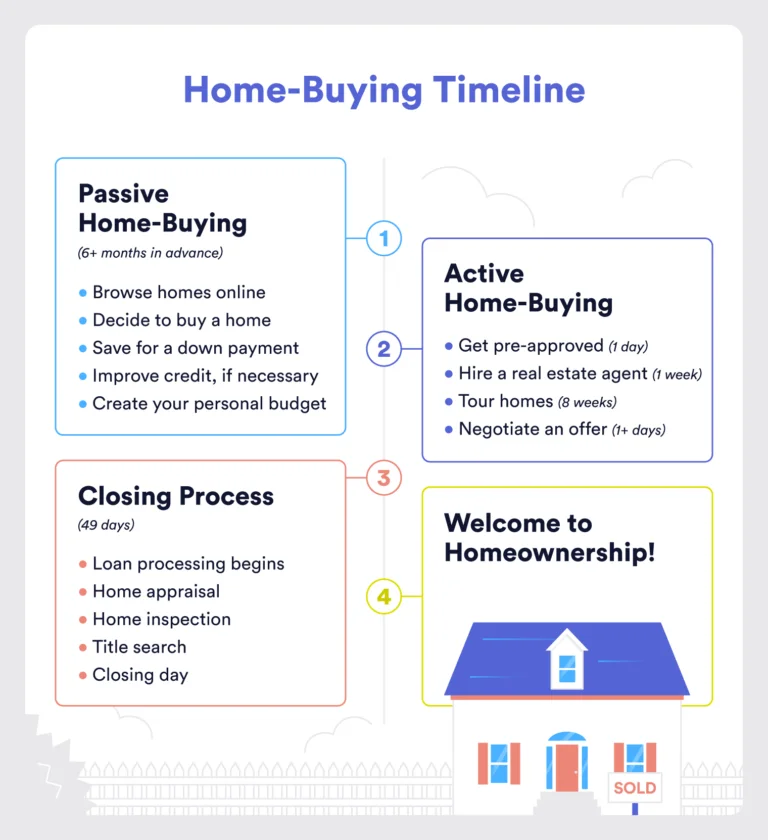 Home-Buying Timeline
Passive
Home-Buying
(6+ months in advance)
• Browse homes online
• Decide to buy a home
• Save for a down payment
• Improve credit, if necessary
• Create your personal budget
1
Active
Home-Buying
• Get pre-approved (1 day)
• Hire a real estate agent (1 week)
• Tour homes (8 weeks)
• Negotiate an offer (1+ days)
2
Closing Process
(49 days)
• Loan processing begins
• Home appraisal
• Home inspection
• Title search
• Closing day
3
Welcome to
Homeownership!
4
SOLD